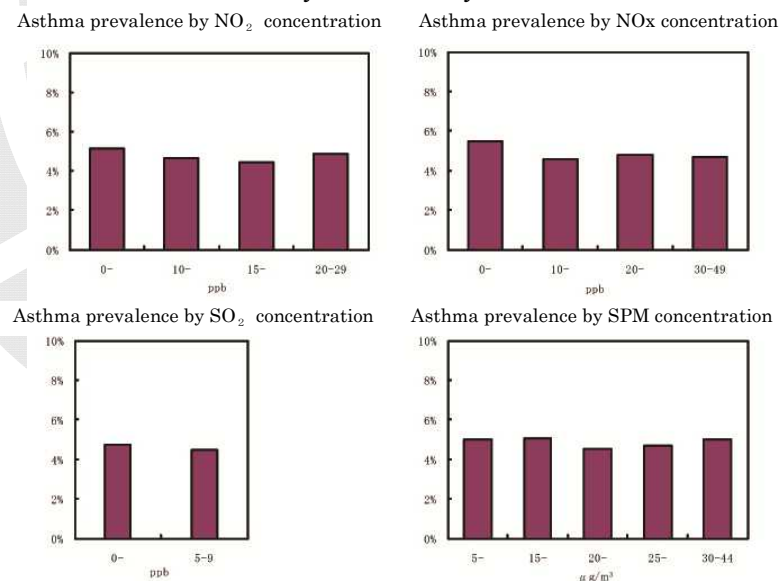 Asthma prevalence by NO₂ concentration
10%
8%
6%
4%
2%
0%
0- 10- 15- 20-29
ppb
Asthma prevalence by NOx concentration
10%
8%
6%
4%
2%
0%
0- 10- 20- 30-49
ppb
Asthma prevalence by SO₂ concentration
10%
8%
6%
4%
2%
0%
0- 5-9
ppb
Asthma prevalence by SPM concentration
10%
8%
6%
4%
2%
0%
5- 15- 20- 25- 30-44
μg/m³